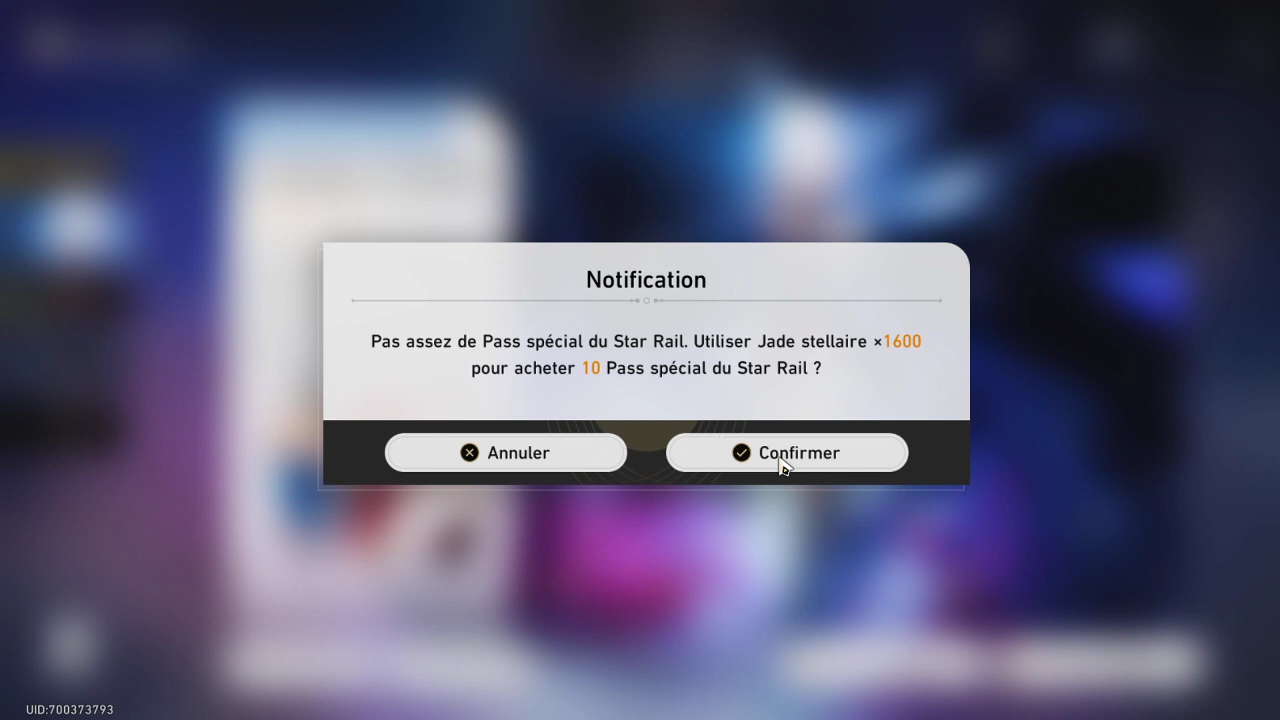 Notification
Pas assez de Pass spécial du Star Rail. Utiliser Jade stellaire ×1600
pour acheter 10 Pass spécial du Star Rail ?
Annuler
Confirmer
UID:700373793